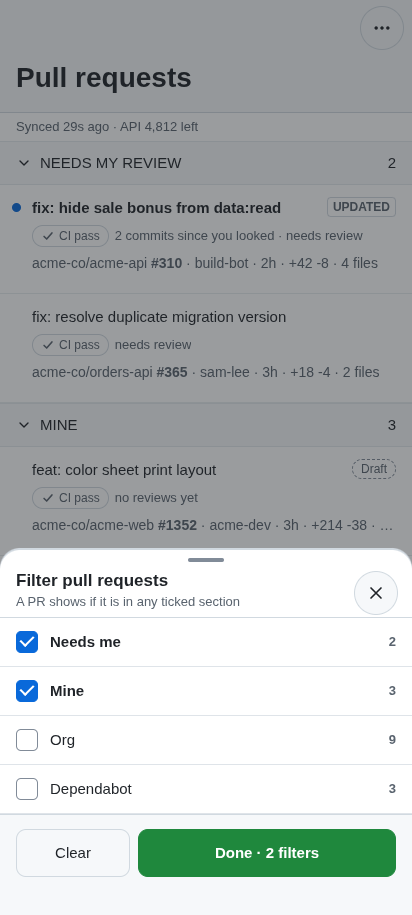 Pull requests
Synced 29s ago · API 4,812 left
NEEDS MY REVIEW 2
fix: hide sale bonus from data:read UPDATED
CI pass 2 commits since you looked · needs review
acme-co/acme-api #310 · build-bot · 2h · +42 -8 · 4 files
fix: resolve duplicate migration version
CI pass needs review
acme-co/orders-api #365 · sam-lee · 3h · +18 -4 · 2 files
MINE 3
feat: color sheet print layout Draft
CI pass no reviews yet
acme-co/acme-web #1352 · acme-dev · 3h · +214 -38 · …
Filter pull requests
A PR shows if it is in any ticked section
Needs me 2
Mine 3
Org 9
Dependabot 3
Clear Done · 2 filters